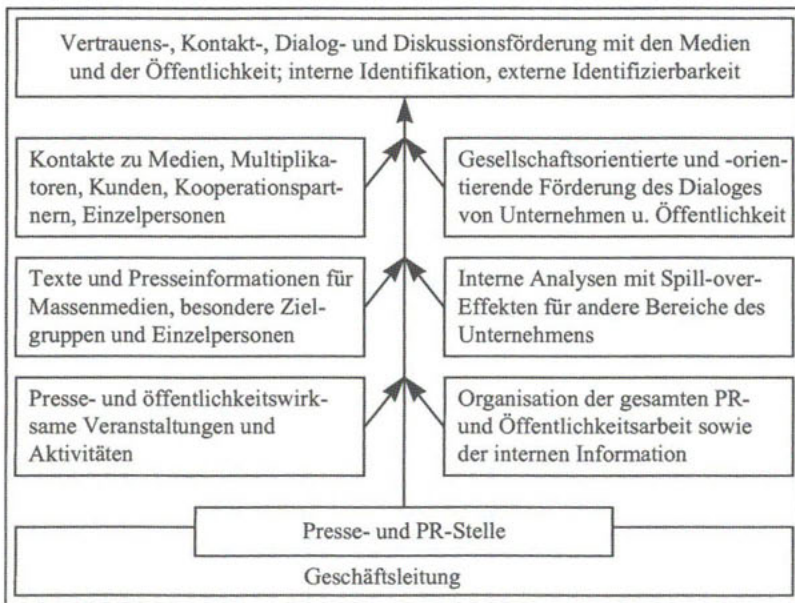 Vertrauens-, Kontakt-, Dialog- und Diskussionsförderung mit den Medien
und der Öffentlichkeit; interne Identifikation, externe Identifizierbarkeit
Kontakte zu Medien, Multiplika-
toren, Kunden, Kooperationspart-
nern, Einzelpersonen
Gesellschaftsorientierte und -orien-
tierende Förderung des Dialoges
von Unternehmen u. Öffentlichkeit
Texte und Presseinformationen für
Massenmedien, besondere Ziel-
gruppen und Einzelpersonen
Interne Analysen mit Spill-over-
Effekten für andere Bereiche des
Unternehmens
Presse- und öffentlichkeitswirk-
same Veranstaltungen und
Aktivitäten
Organisation der gesamten PR-
und Öffentlichkeitsarbeit sowie
der internen Information
Presse- und PR-Stelle
Geschäftsleitung